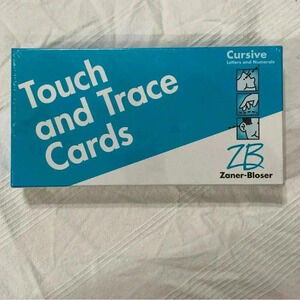 Touch
and Trace
Cards
Cursive
Letters and Numerals
ZB
Zaner-Bloser